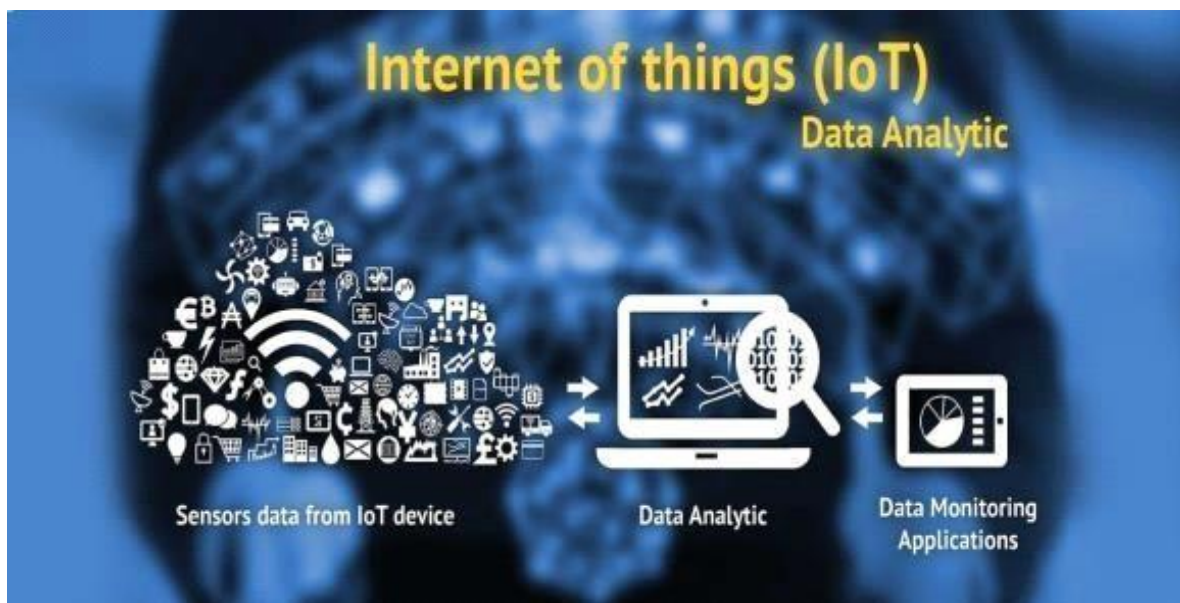 Internet of things (IoT)
Data Analytic
Sensors data from IoT device
Data Analytic
Data Monitoring
Applications